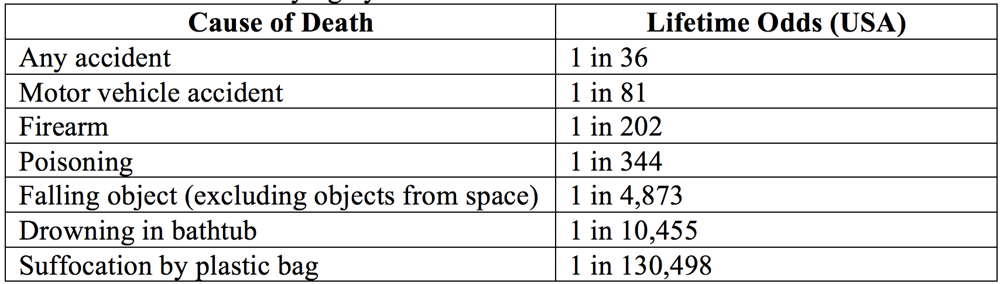 Cause of Death Lifetime Odds (USA)
Any accident 1 in 36
Motor vehicle accident 1 in 81
Firearm 1 in 202
Poisoning 1 in 344
Falling object (excluding objects from space) 1 in 4,873
Drowning in bathtub 1 in 10,455
Suffocation by plastic bag 1 in 130,498